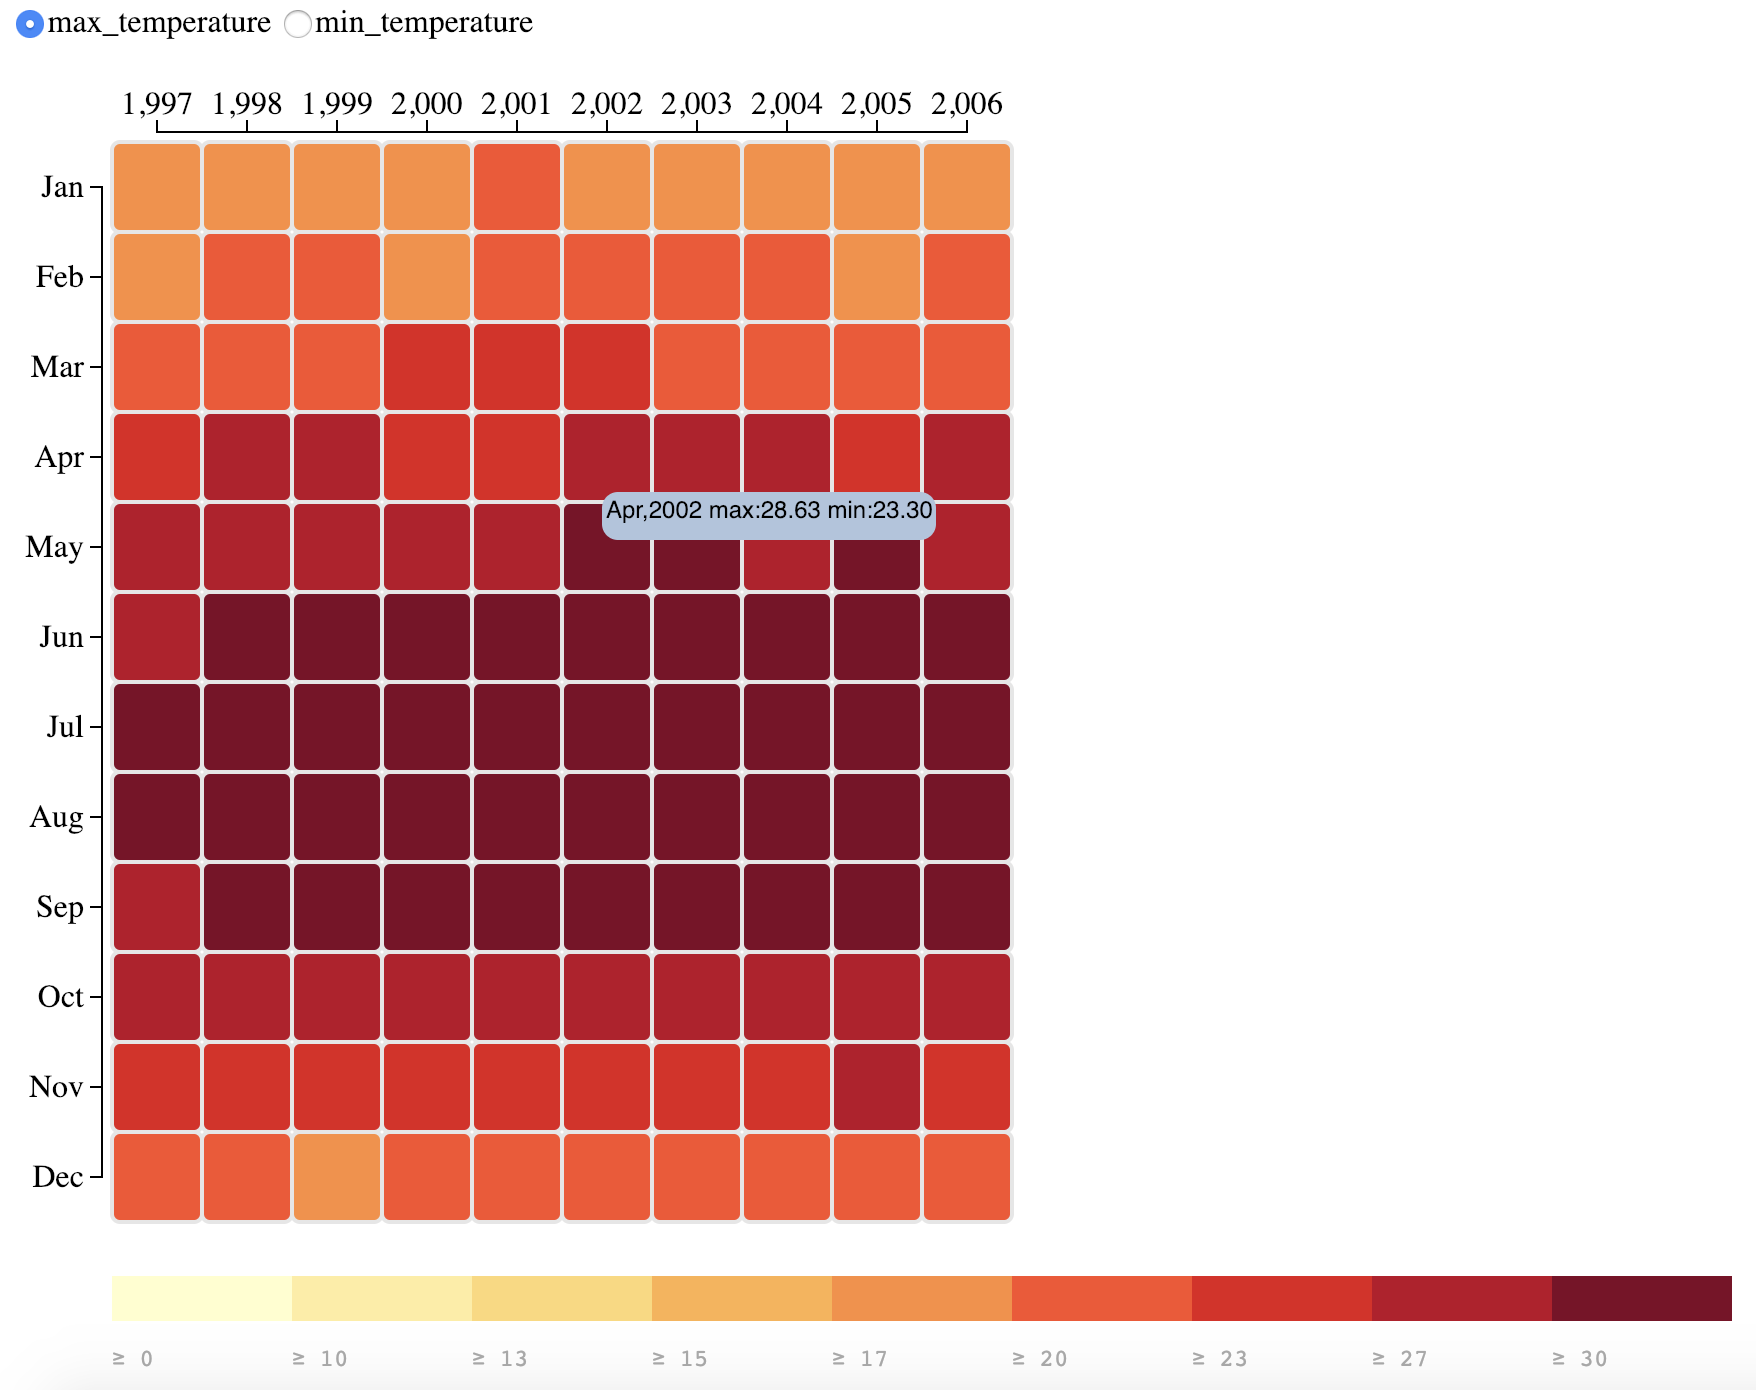 max_temperature min_temperature
1,997 1,998 1,999 2,000 2,001 2,002 2,003 2,004 2,005 2,006
Jan
Feb
Mar
Apr
Apr,2002 max:28.63 min:23.30
May
Jun
Jul
Aug
Sep
Oct
Nov
Dec
≥ 0 ≥ 10 ≥ 13 ≥ 15 ≥ 17 ≥ 20 ≥ 23 ≥ 27 ≥ 30